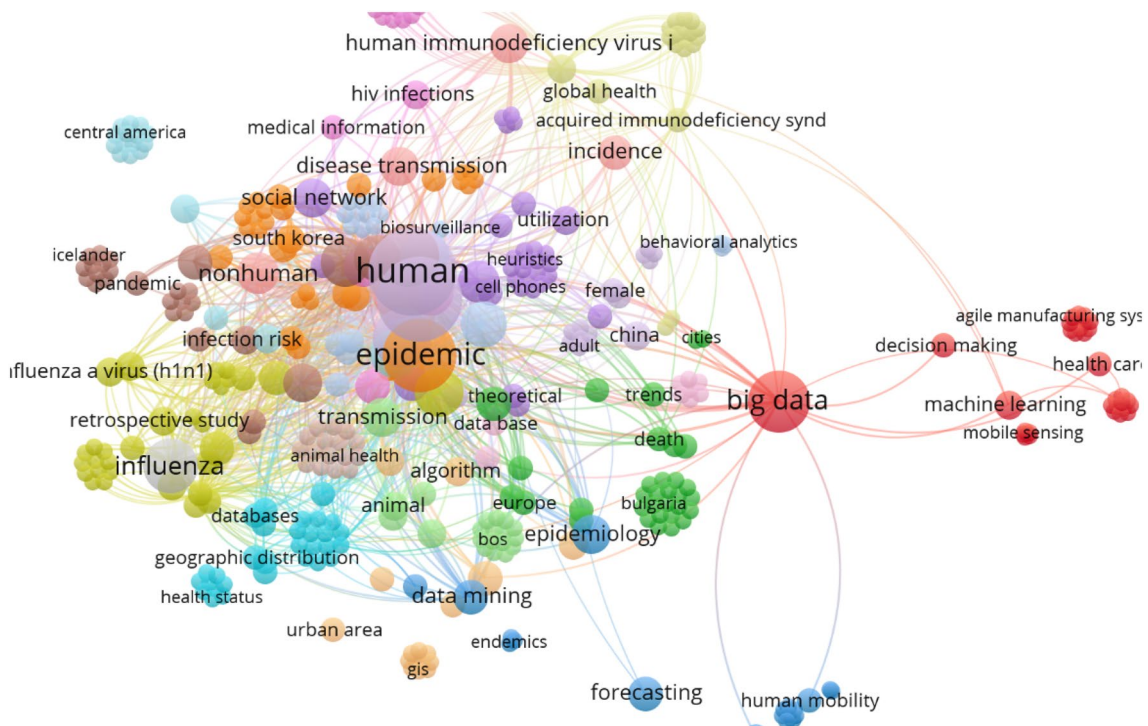 human immunodeficiency virus i
hiv infections
global health
central america
medical information
acquired immunodeficiency synd
incidence
disease transmission
social network
utilization
biosurveillance
south korea
behavioral analytics
icelander
nonhuman
human
heuristics
pandemic
cell phones
female
agile manufacturing sys
infection risk
china
cities
epidemic
adult
decision making
health care
nfluenza a virus (h1n1)
theoretical
trends
big data
machine learning
retrospective study
transmission
data base
mobile sensing
death
animal health
influenza
algorithm
animal
europe
bulgaria
databases
bos
epidemiology
geographic distribution
health status
data mining
urban area
endemics
gis
forecasting
human mobility